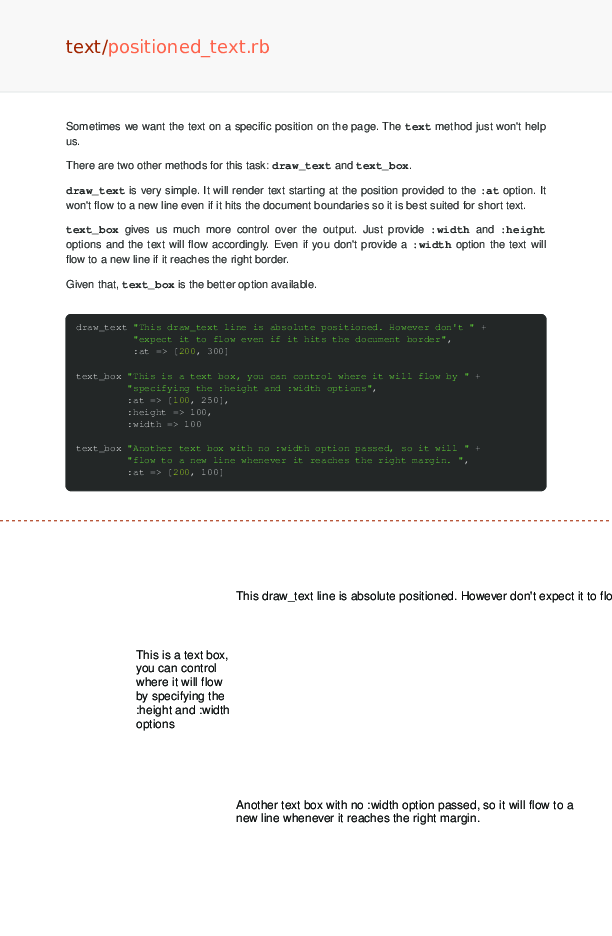 text/positioned_text.rb
Sometimes we want the text on a specific position on the page. The text method just won't help
us.
There are two other methods for this task: draw_text and text_box.
draw_text is very simple. It will render text starting at the position provided to the :at option. It
won't flow to a new line even if it hits the document boundaries so it is best suited for short text.
text_box gives us much more control over the output. Just provide :width and :height
options and the text will flow accordingly. Even if you don't provide a :width option the text will
flow to a new line if it reaches the right border.
Given that, text_box is the better option available.
draw_text "This draw_text line is absolute positioned. However don't " +
"expect it to flow even if it hits the document border",
:at => [200, 300]
text_box "This is a text box, you can control where it will flow by " +
"specifying the :height and :width options",
:at => [100, 250],
:height => 100,
:width => 100
text_box "Another text box with no :width option passed, so it will " +
"flow to a new line whenever it reaches the right margin. ",
:at => [200, 100]
This draw_text line is absolute positioned. However don't expect it to flo
This is a text box,
you can control
where it will flow
by specifying the
:height and :width
options
Another text box with no :width option passed, so it will flow to a
new line whenever it reaches the right margin.